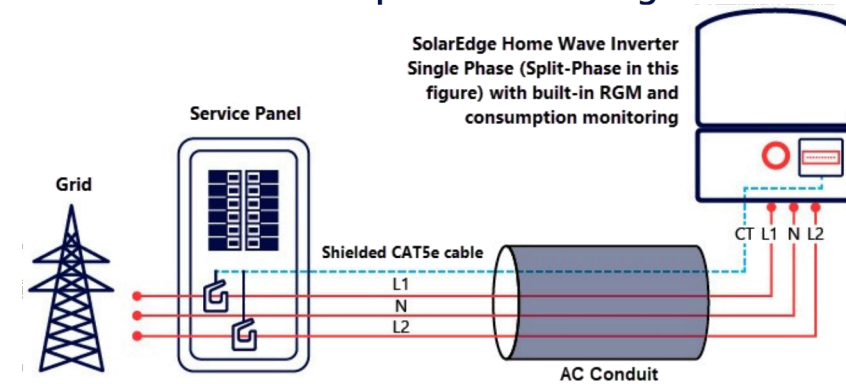 SolarEdge Home Wave Inverter
Single Phase (Split-Phase in this
figure) with built-in RGM and
consumption monitoring
Service Panel
Grid
CT L1 N L2
Shielded CAT5e cable
L1
N
L2
AC Conduit